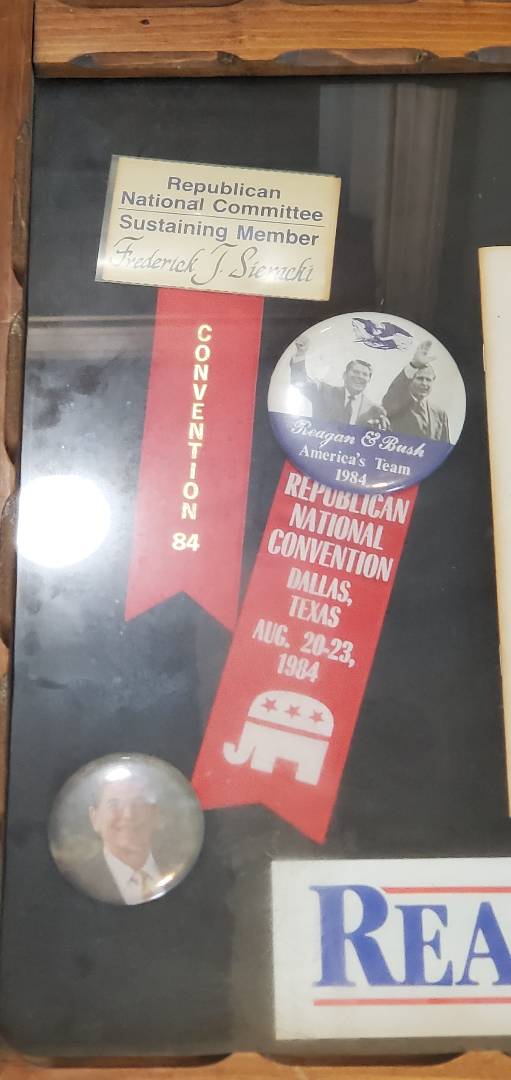 Republican
National Committee
Sustaining Member
Frederick J. Sieracki
CONVENTION
84
Reagan & Bush
America's Team
1984
REPUBLICAN
NATIONAL
CONVENTION
DALLAS,
TEXAS
AUG. 20-23,
1984
REA